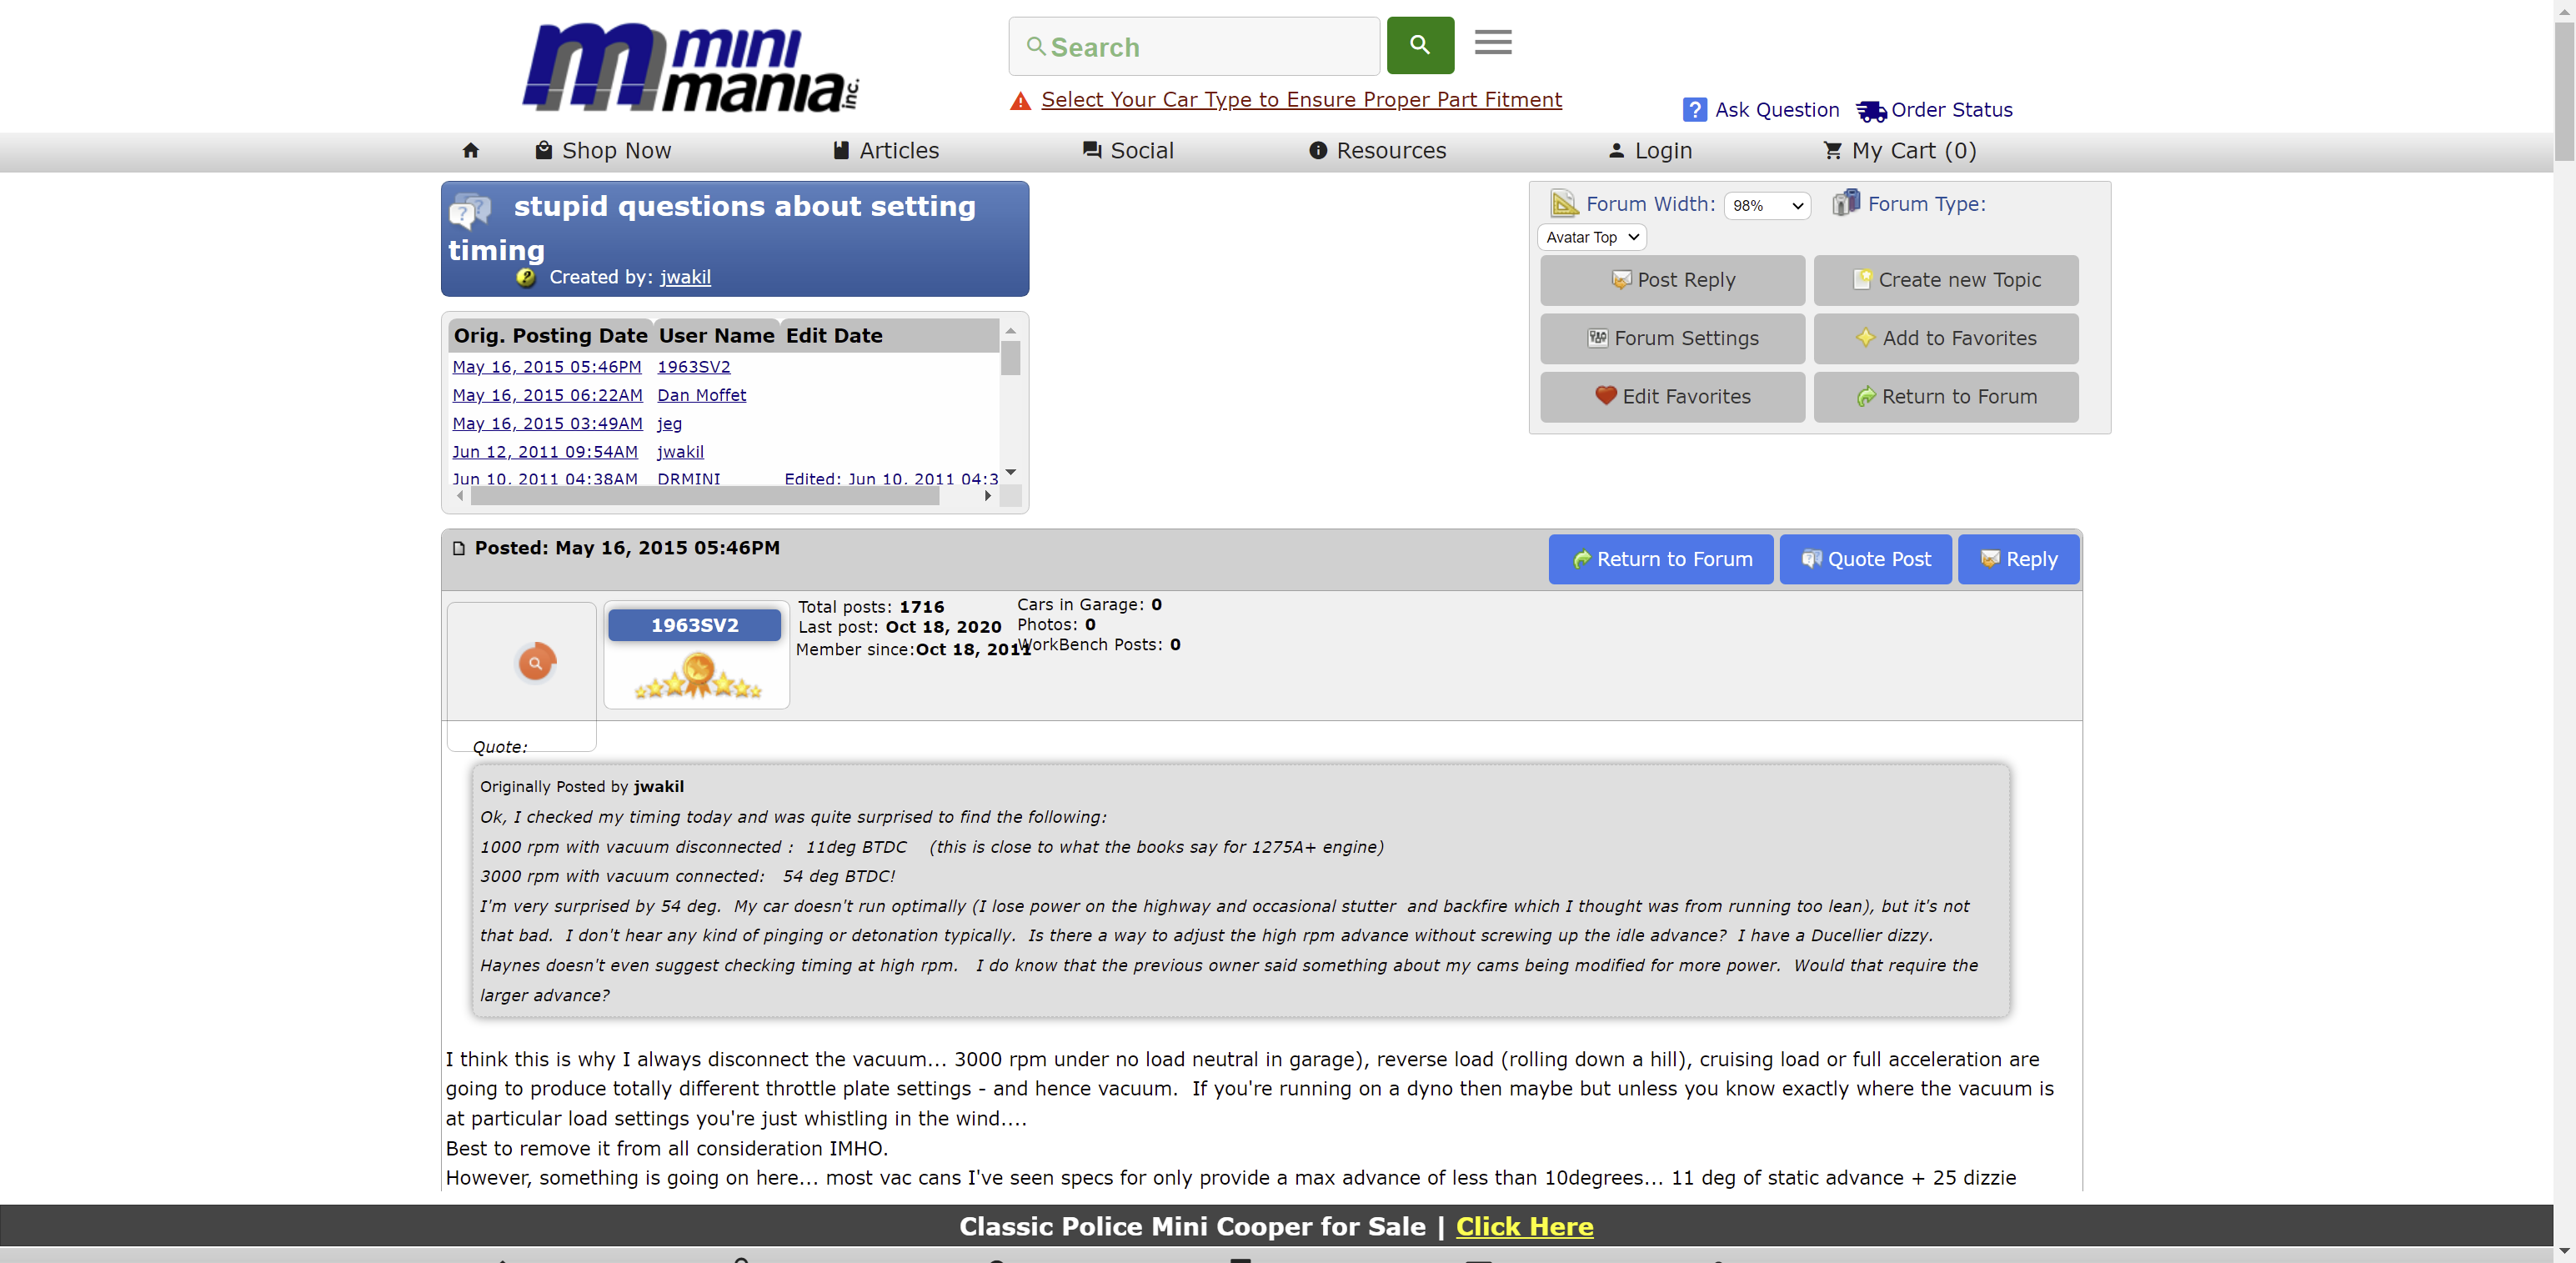 mini mania inc.
Search
Select Your Car Type to Ensure Proper Part Fitment
Ask Question Order Status
Shop Now Articles Social Resources Login My Cart (0)
stupid questions about setting
timing
Created by: jwakil
Forum Width: 98% Forum Type:
Avatar Top
Post Reply Create new Topic
Forum Settings Add to Favorites
Edit Favorites Return to Forum
Orig. Posting Date User Name Edit Date
May 16, 2015 05:46PM 1963SV2
May 16, 2015 06:22AM Dan Moffet
May 16, 2015 03:49AM jeg
Jun 12, 2011 09:54AM jwakil
Jun 10, 2011 04:38AM DRMINI Edited: Jun 10, 2011 04:3
Posted: May 16, 2015 05:46PM
Return to Forum Quote Post Reply
1963SV2
Total posts: 1716
Last post: Oct 18, 2020
Member since:Oct 18, 2011
Cars in Garage: 0
Photos: 0
WorkBench Posts: 0
Quote:
Originally Posted by jwakil
Ok, I checked my timing today and was quite surprised to find the following:
1000 rpm with vacuum disconnected : 11deg BTDC (this is close to what the books say for 1275A+ engine)
3000 rpm with vacuum connected: 54 deg BTDC!
I'm very surprised by 54 deg. My car doesn't run optimally (I lose power on the highway and occasional stutter and backfire which I thought was from running too lean), but it's not
that bad. I don't hear any kind of pinging or detonation typically. Is there a way to adjust the high rpm advance without screwing up the idle advance? I have a Ducellier dizzy.
Haynes doesn't even suggest checking timing at high rpm. I do know that the previous owner said something about my cams being modified for more power. Would that require the
larger advance?
I think this is why I always disconnect the vacuum... 3000 rpm under no load neutral in garage), reverse load (rolling down a hill), cruising load or full acceleration are
going to produce totally different throttle plate settings - and hence vacuum. If you're running on a dyno then maybe but unless you know exactly where the vacuum is
at particular load settings you're just whistling in the wind....
Best to remove it from all consideration IMHO.
However, something is going on here... most vac cans I've seen specs for only provide a max advance of less than 10degrees... 11 deg of static advance + 25 dizzie
Classic Police Mini Cooper for Sale | Click Here